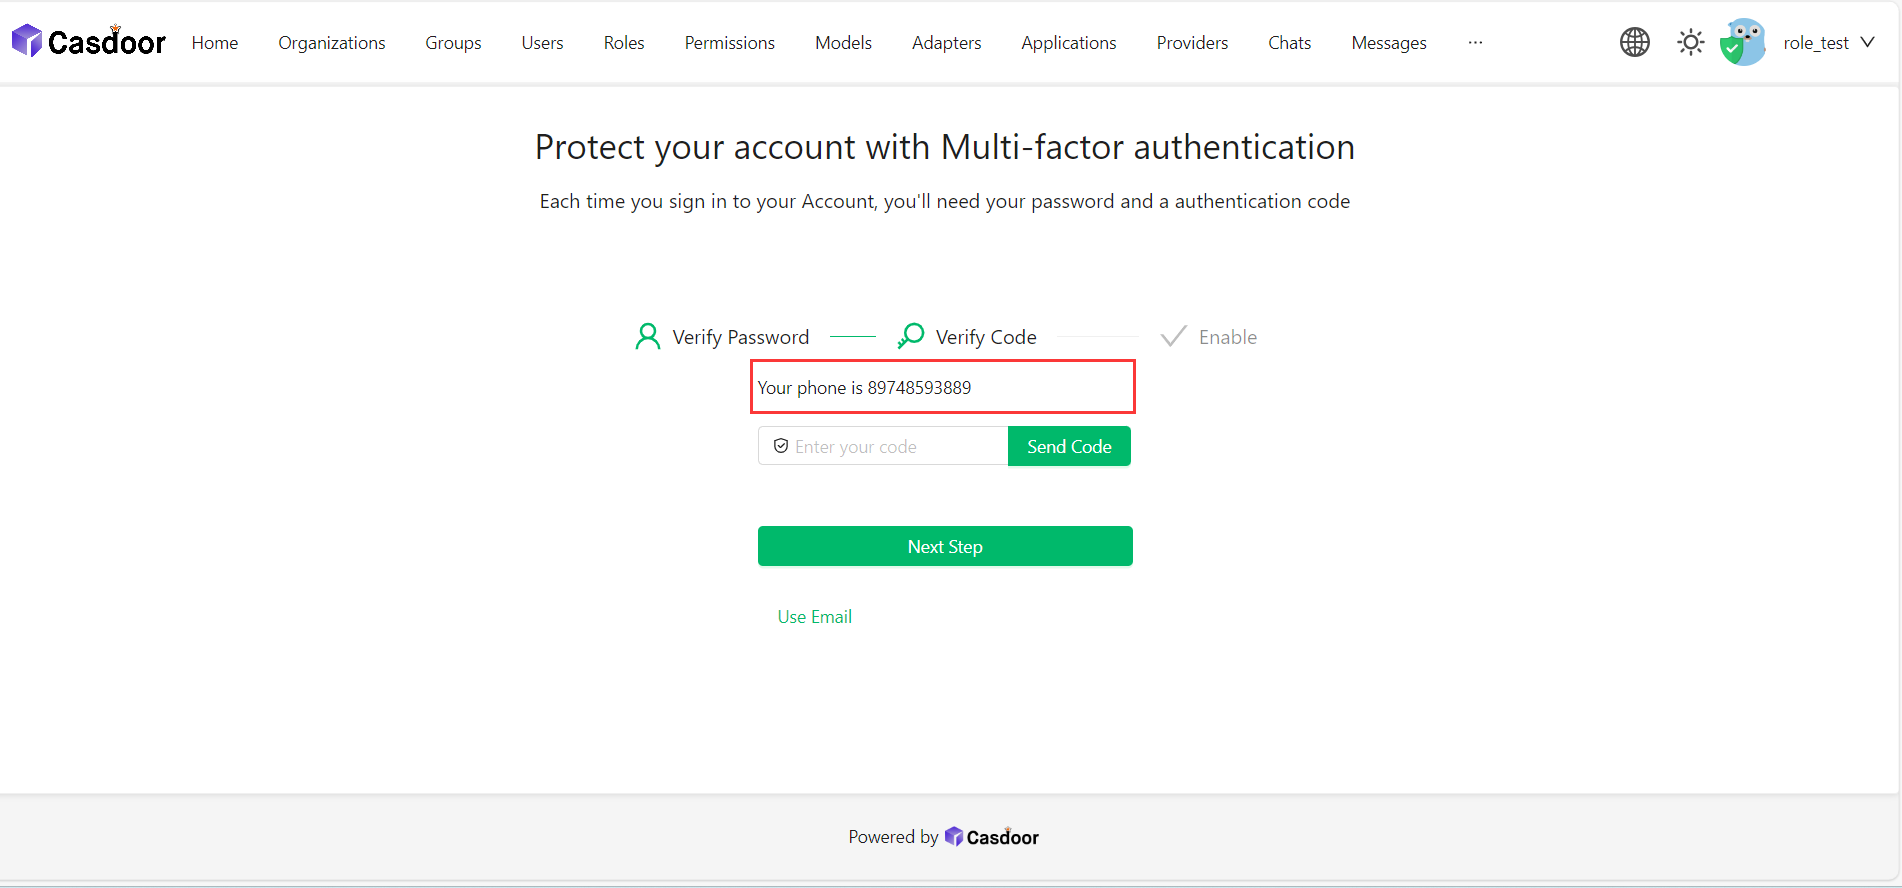 Casdoor Home Organizations Groups Users Roles Permissions Models Adapters Applications Providers Chats Messages ··· role_test
Protect your account with Multi-factor authentication
Each time you sign in to your Account, you'll need your password and a authentication code
Verify Password Verify Code Enable
Your phone is 89748593889
Enter your code Send Code
Next Step
Use Email
Powered by Casdoor